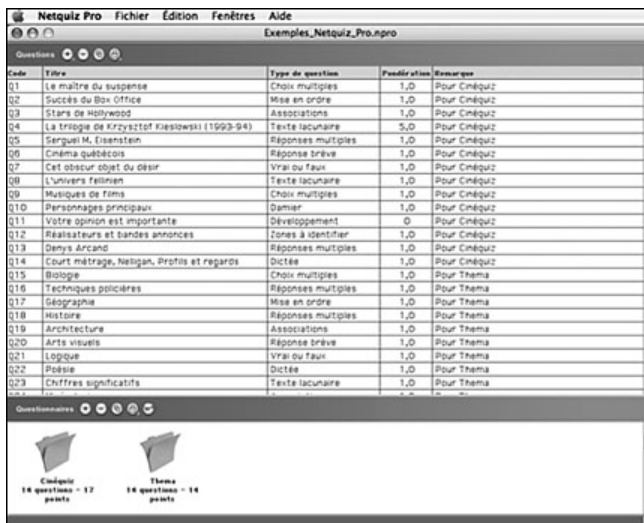 Netquiz Pro Fichier Édition Fenêtres Aide
Exemples_Netquiz_Pro.npro
Questions
Code Titre Type de question Pondération Remarque
Q1 Le maître du suspense Choix multiples 1,0 Pour Cinéquiz
Q2 Succès du Box Office Mise en ordre 1,0 Pour Cinéquiz
Q3 Stars de Hollywood Associations 1,0 Pour Cinéquiz
Q4 La trilogie de Krzysztof Kieslowski (1993-94) Texte lacunaire 5,0 Pour Cinéquiz
Q5 Serguei M. Eisenstein Réponses multiples 1,0 Pour Cinéquiz
Q6 Cinéma québécois Réponse brève 1,0 Pour Cinéquiz
Q7 Cet obscur objet du désir Vrai ou faux 1,0 Pour Cinéquiz
Q8 L'univers fellinien Texte lacunaire 1,0 Pour Cinéquiz
Q9 Musiques de films Choix multiples 1,0 Pour Cinéquiz
Q10 Personnages principaux Damier 1,0 Pour Cinéquiz
Q11 Votre opinion est importante Développement 0 Pour Cinéquiz
Q12 Réalisateurs et bandes annonces Zones à identifier 1,0 Pour Cinéquiz
Q13 Denys Arcand Réponses multiples 1,0 Pour Cinéquiz
Q14 Court métrage, Nelligan, Profils et regards Dictée 1,0 Pour Cinéquiz
Q15 Biologie Choix multiples 1,0 Pour Thema
Q16 Techniques policières Réponses multiples 1,0 Pour Thema
Q17 Géographie Mise en ordre 1,0 Pour Thema
Q18 Histoire Réponses multiples 1,0 Pour Thema
Q19 Architecture Associations 1,0 Pour Thema
Q20 Arts visuels Réponse brève 1,0 Pour Thema
Q21 Logique Vrai ou faux 1,0 Pour Thema
Q22 Poésie Dictée 1,0 Pour Thema
Q23 Chiffres significatifs Texte lacunaire 1,0 Pour Thema
Questionnaires
Cinéquiz Thema
14 questions - 17 14 questions - 14
points points